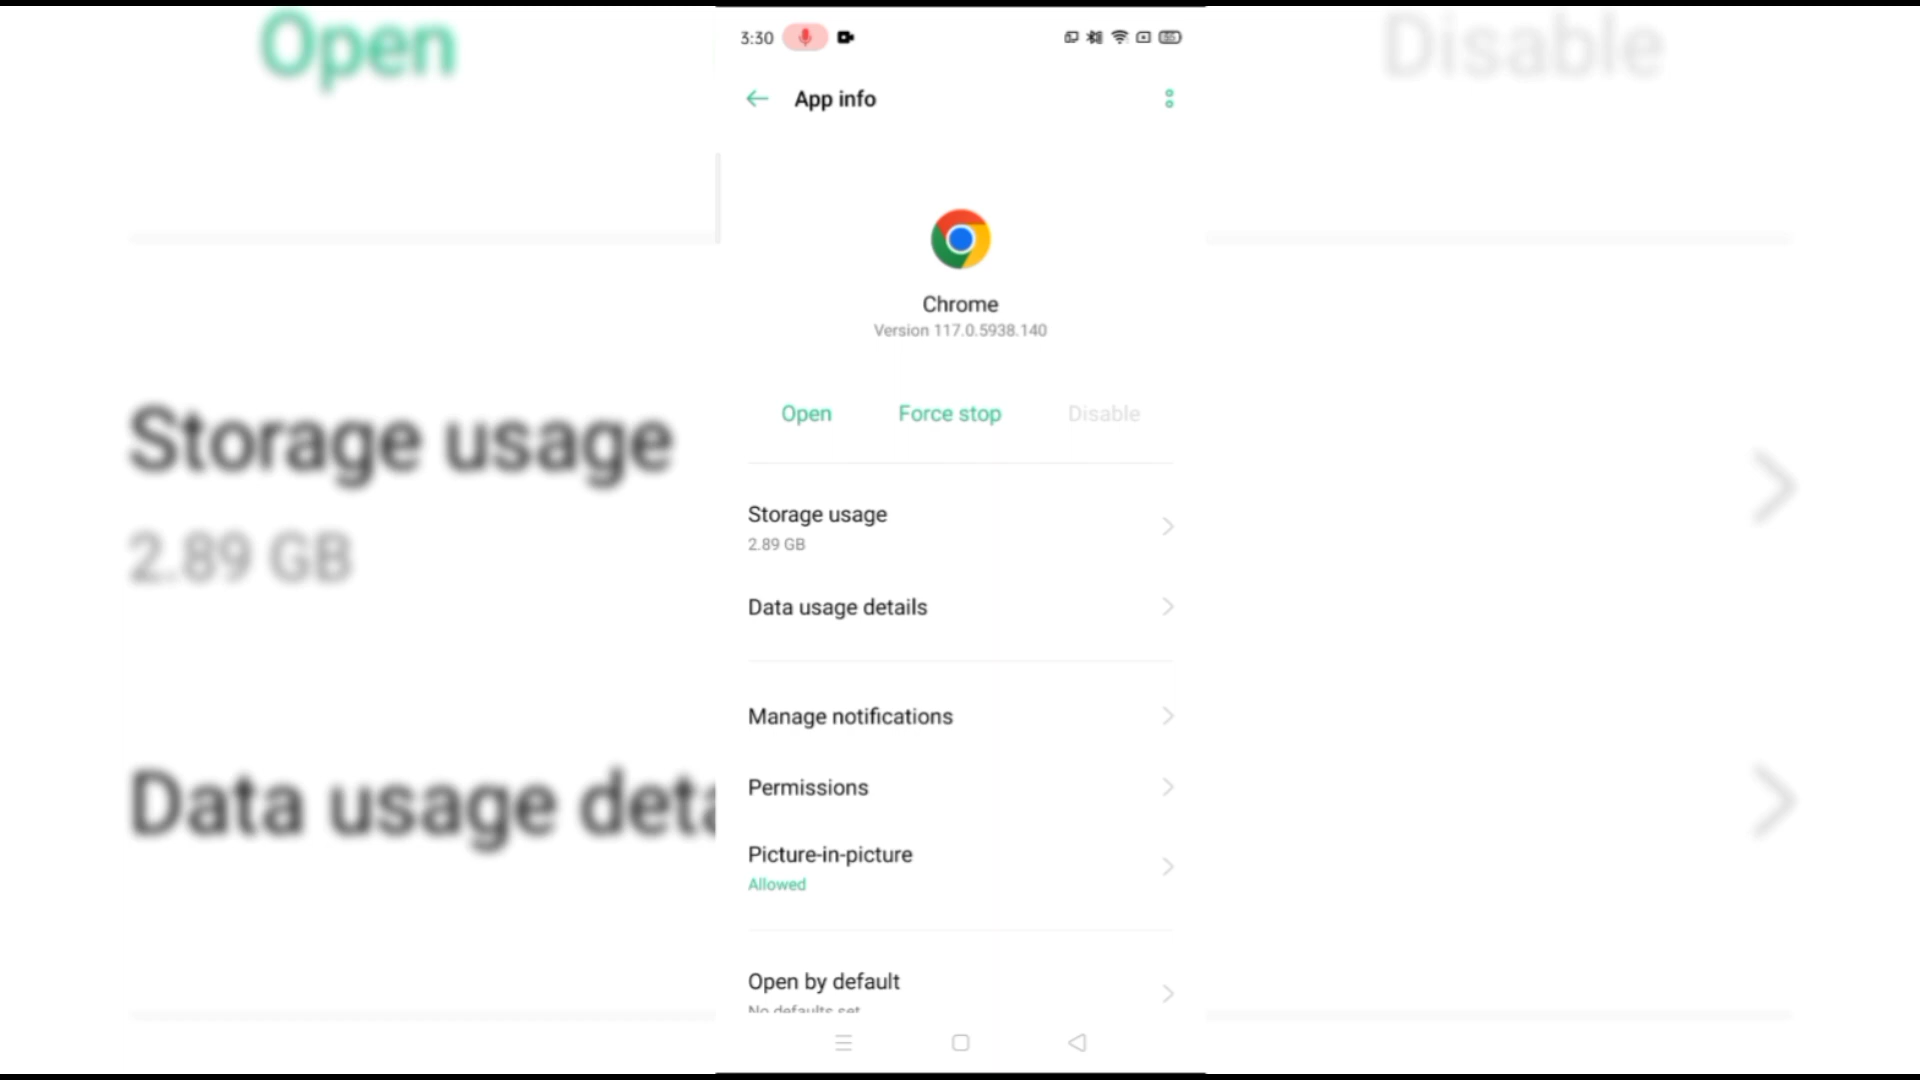 Open
Disable
3:30
App info
Chrome
Version 117.0.5938.140
Open Force stop Disable
Storage usage
2.89 GB
Data usage details
Manage notifications
Permissions
Picture-in-picture
Allowed
Open by default
No defaults set
Storage usage
2.89 GB
Data usage deta